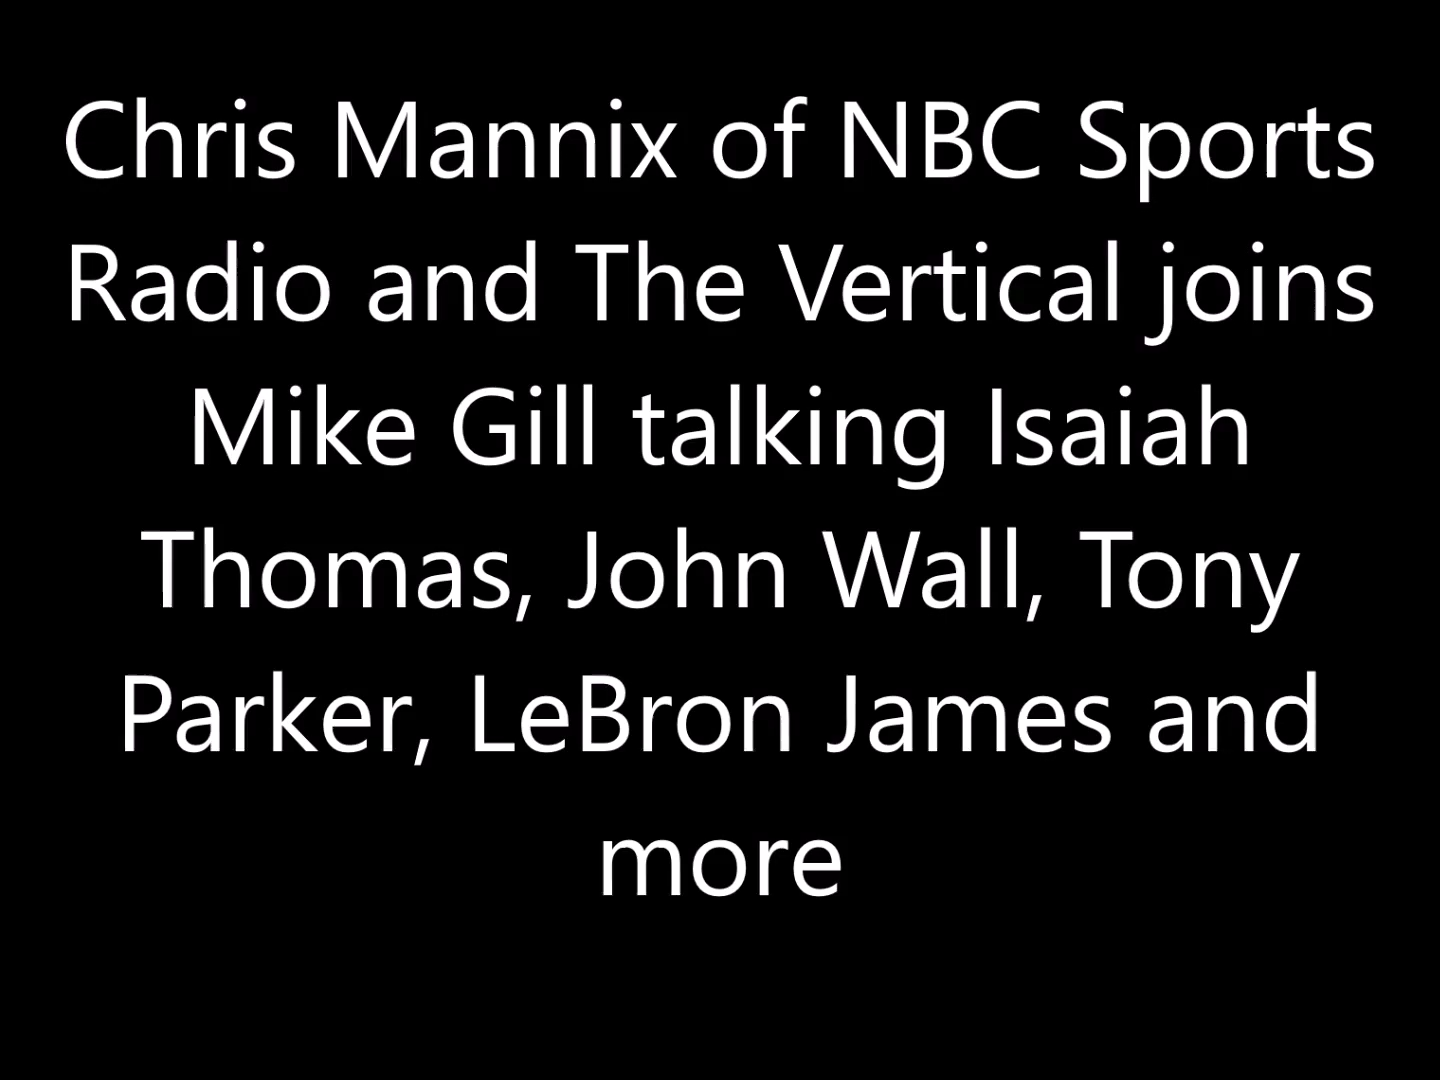 Chris Mannix of NBC Sports
Radio and The Vertical joins
Mike Gill talking Isaiah
Thomas, John Wall, Tony
Parker, LeBron James and
more